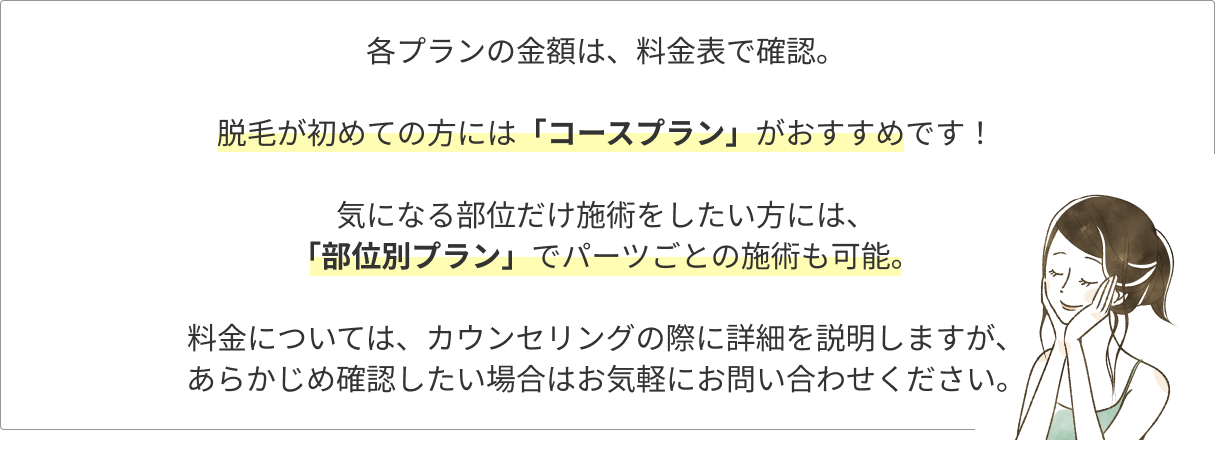 各プランの金額は、料金表で確認。
脱毛が初めての方には「コースプラン」がおすすめです！
気になる部位だけ施術をしたい方には、
「部位別プラン」でパーツごとの施術も可能。
料金については、カウンセリングの際に詳細を説明しますが、
あらかじめ確認したい場合はお気軽にお問い合わせください。